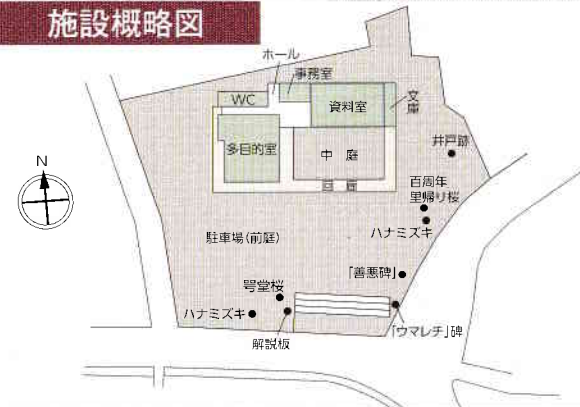 施設概略図
ホール
事務室
WC
資料室
文庫
多目的室
中庭
回廊
井戸跡
百周年
里帰り桜
ハナミズキ
N
駐車場(前庭)
「善悪碑」
咢堂桜
ハナミズキ
解説板
「ウマレチ」碑